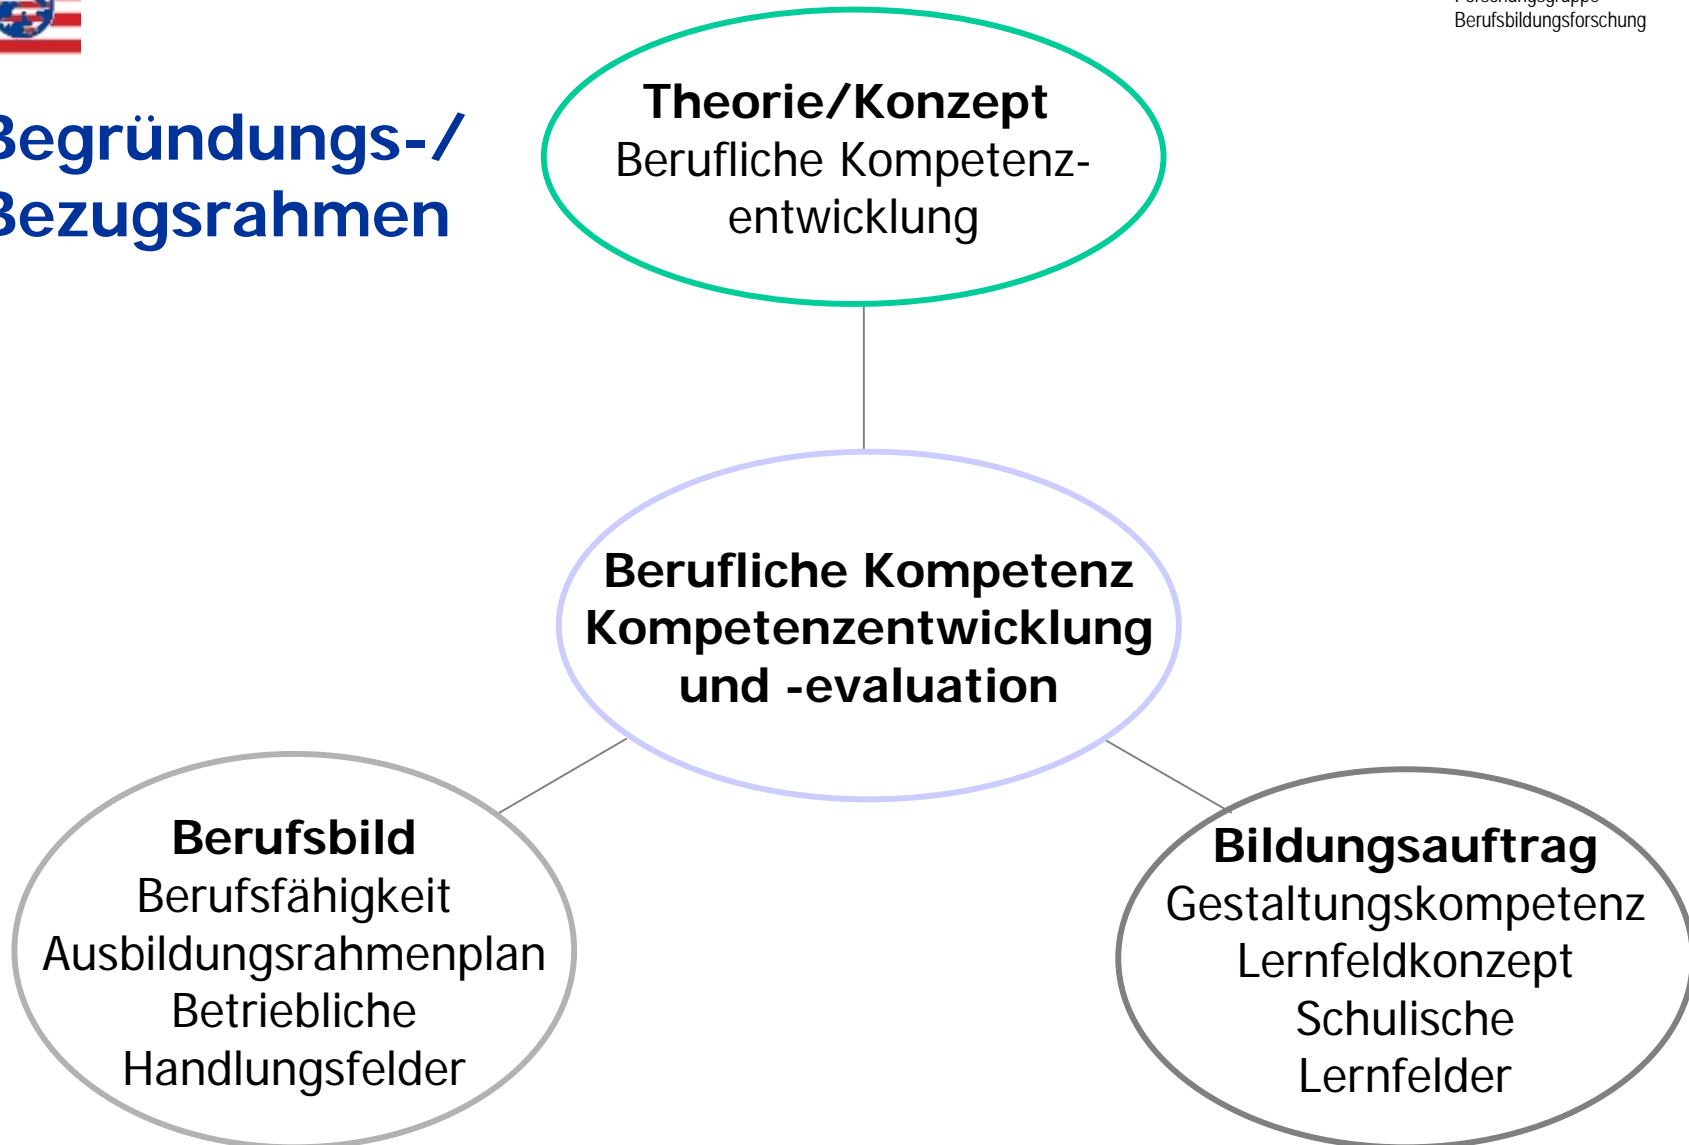 Berufsbildungsforschung
Begründungs-/
Bezugsrahmen
Theorie/Konzept
Berufliche Kompetenz-
entwicklung
Berufliche Kompetenz
Kompetenzentwicklung
und -evaluation
Berufsbild
Berufsfähigkeit
Ausbildungsrahmenplan
Betriebliche
Handlungsfelder
Bildungsauftrag
Gestaltungskompetenz
Lernfeldkonzept
Schulische
Lernfelder